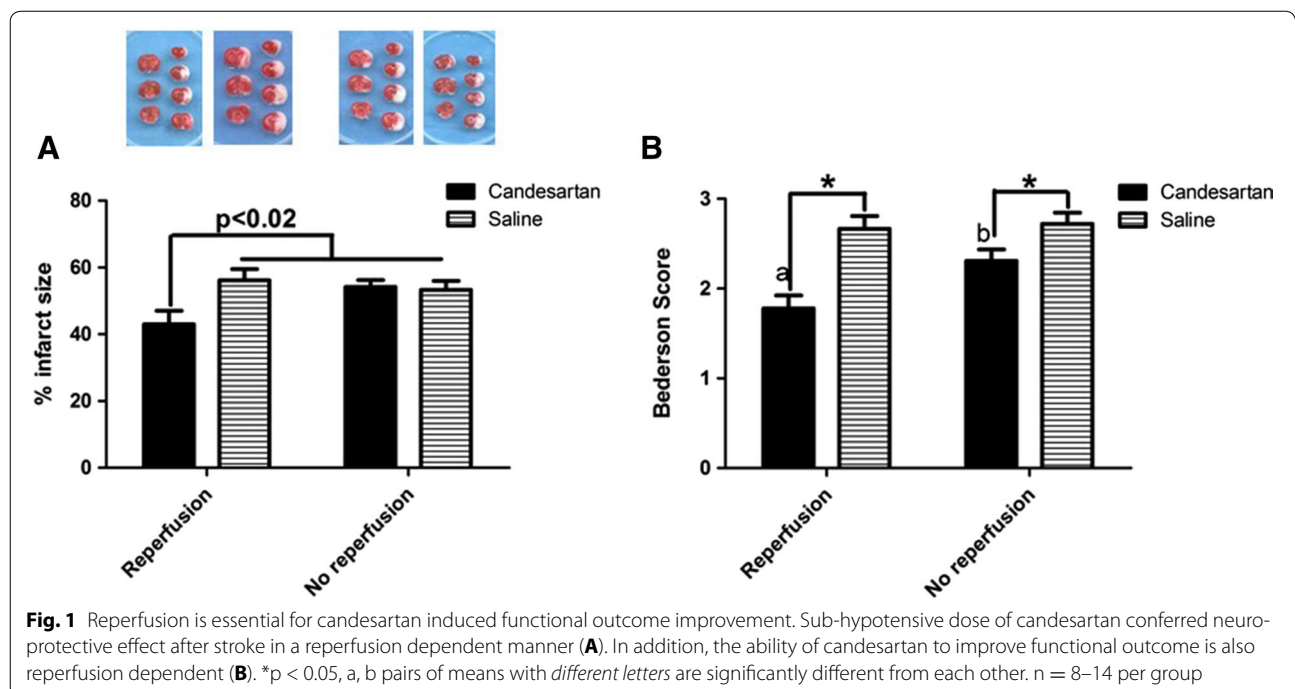 A
80
60
40
20
0
% infarct size
p<0.02
Candesartan
Saline
Reperfusion
No reperfusion
B
3
2
1
0
Bederson Score
*
*
a
b
Candesartan
Saline
Reperfusion
No reperfusion
Fig. 1 Reperfusion is essential for candesartan induced functional outcome improvement. Sub-hypotensive dose of candesartan conferred neuro-
protective effect after stroke in a reperfusion dependent manner (A). In addition, the ability of candesartan to improve functional outcome is also
reperfusion dependent (B). *p < 0.05, a, b pairs of means with different letters are significantly different from each other. n = 8–14 per group